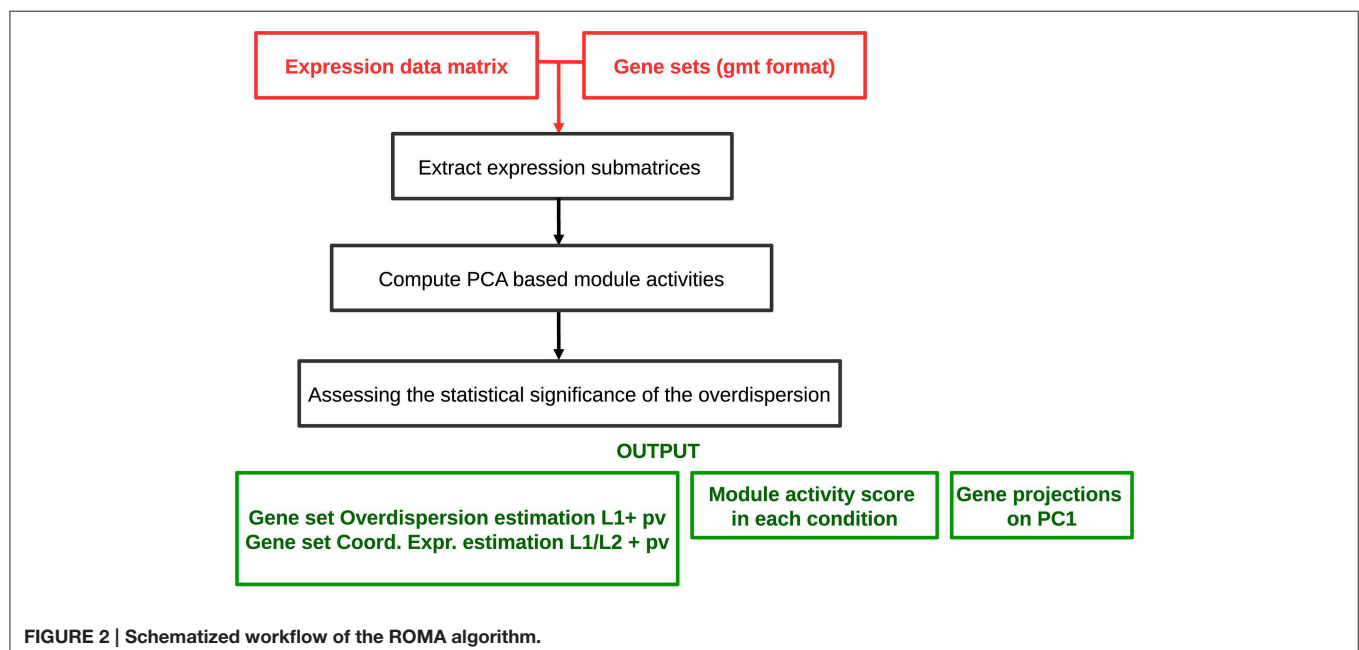 Expression data matrix
Gene sets (gmt format)
Extract expression submatrices
Compute PCA based module activities
Assessing the statistical significance of the overdispersion
OUTPUT
Gene set Overdispersion estimation L1+ pv
Gene set Coord. Expr. estimation L1/L2 + pv
Module activity score
in each condition
Gene projections
on PC1
FIGURE 2 | Schematized workflow of the ROMA algorithm.